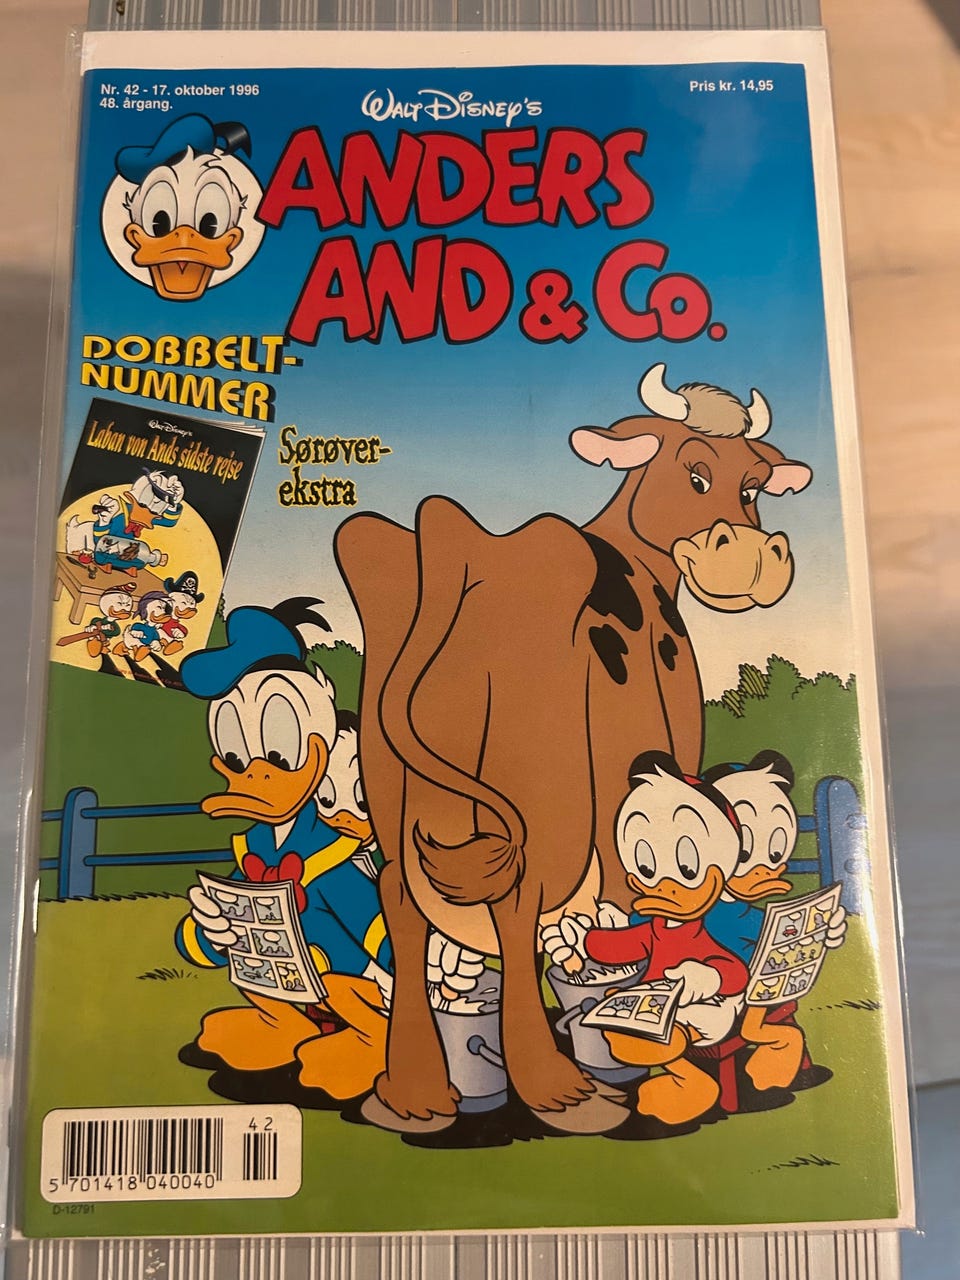 Nr. 42 - 17. oktober 1996
48. årgang.
Pris kr. 14,95
WALT DISNEY'S
ANDERS
AND & Co.
DOBBELT-
NUMMER
WALT DISNEY'S
Laban von Ands sidste rejse
Sørøver-
ekstra
42
5 701418 040040
D-12791